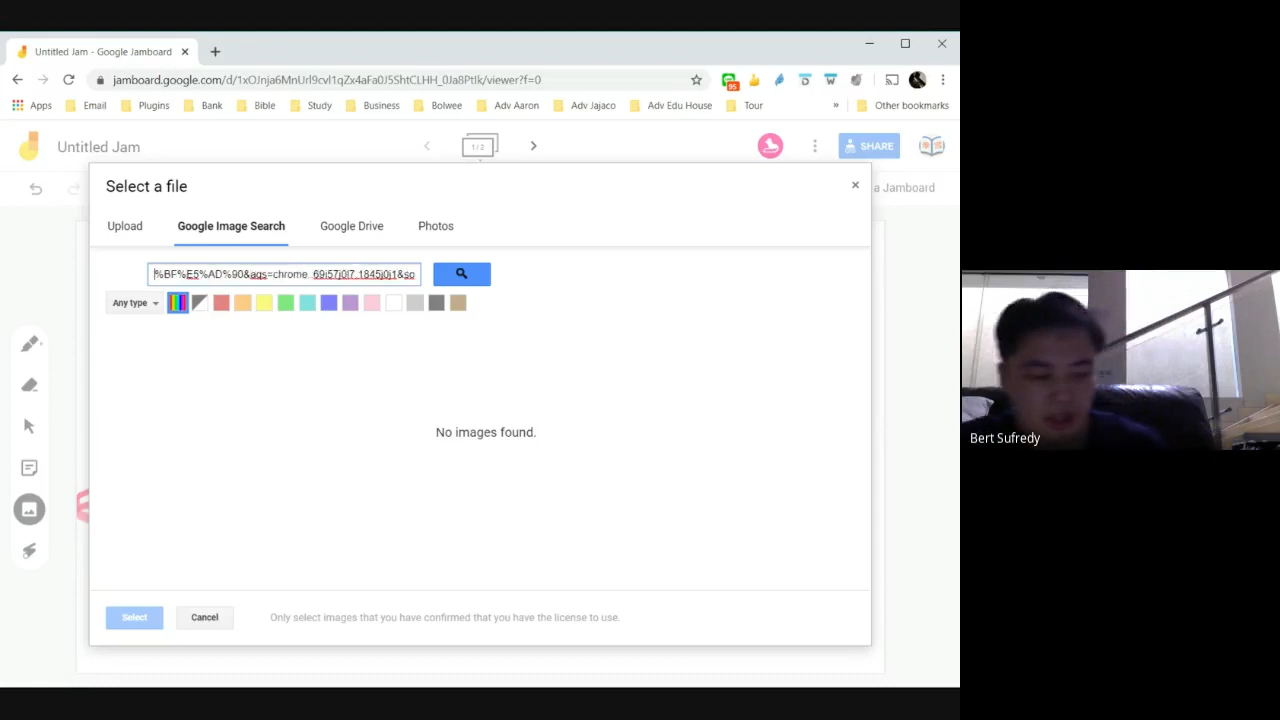 Untitled Jam - Google Jamboard
jamboard.google.com/d/1xOJnja6MnUrl9cvl1qZx4aFa0J5ShtCLHH_0Ja8PtIk/viewer?f=0
95
Apps Email Plugins Bank Bible Study Business Bolwee Adv Aaron Adv Jajaco Adv Edu House Tour » Other bookmarks
Untitled Jam
1/2
SHARE
a Jamboard
Select a file
Upload Google Image Search Google Drive Photos
%BF%E5%AD%90&aqs=chrome..69i57j0l7.1845j0j1&so
Any type
No images found.
Select
Cancel
Only select images that you have confirmed that you have the license to use.
Bert Sufredy